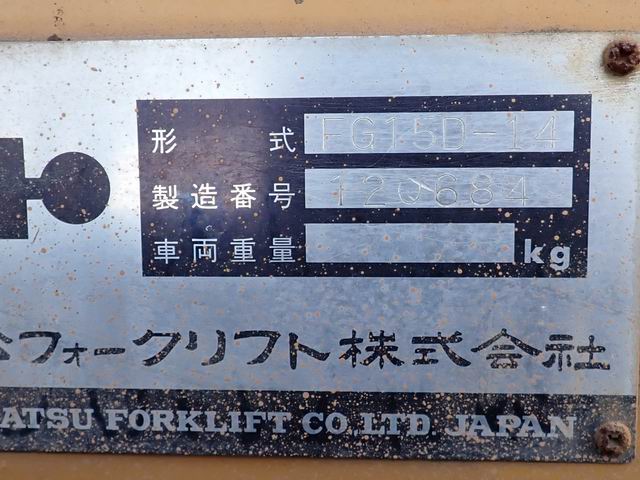 形式 FG15D-14
製造番号 120684
車両重量 kg
フォークリフト株式会社
ATSU FORKLIFT CO.,LTD. JAPAN